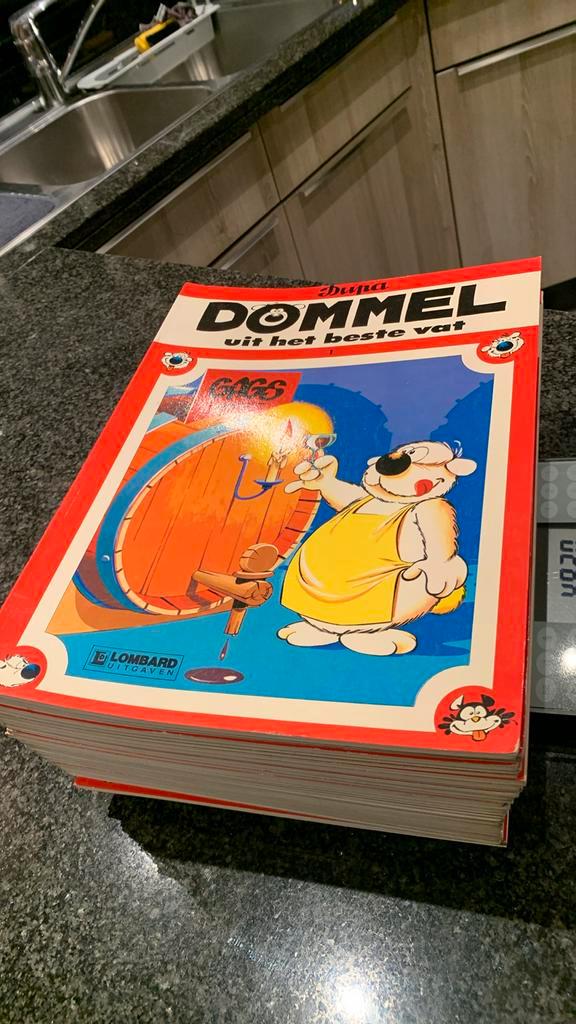 Dupa
DOMMEL
uit het beste vat
1
GAGS
LOMBARD
UITGAVEN